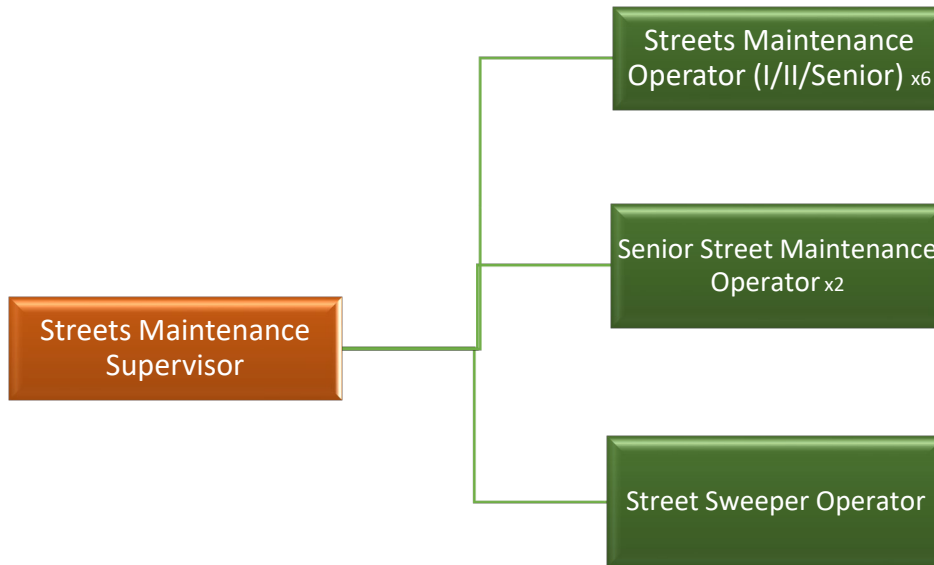 Streets Maintenance
Operator (I/II/Senior) x6
Senior Street Maintenance
Operator x2
Streets Maintenance
Supervisor
Street Sweeper Operator